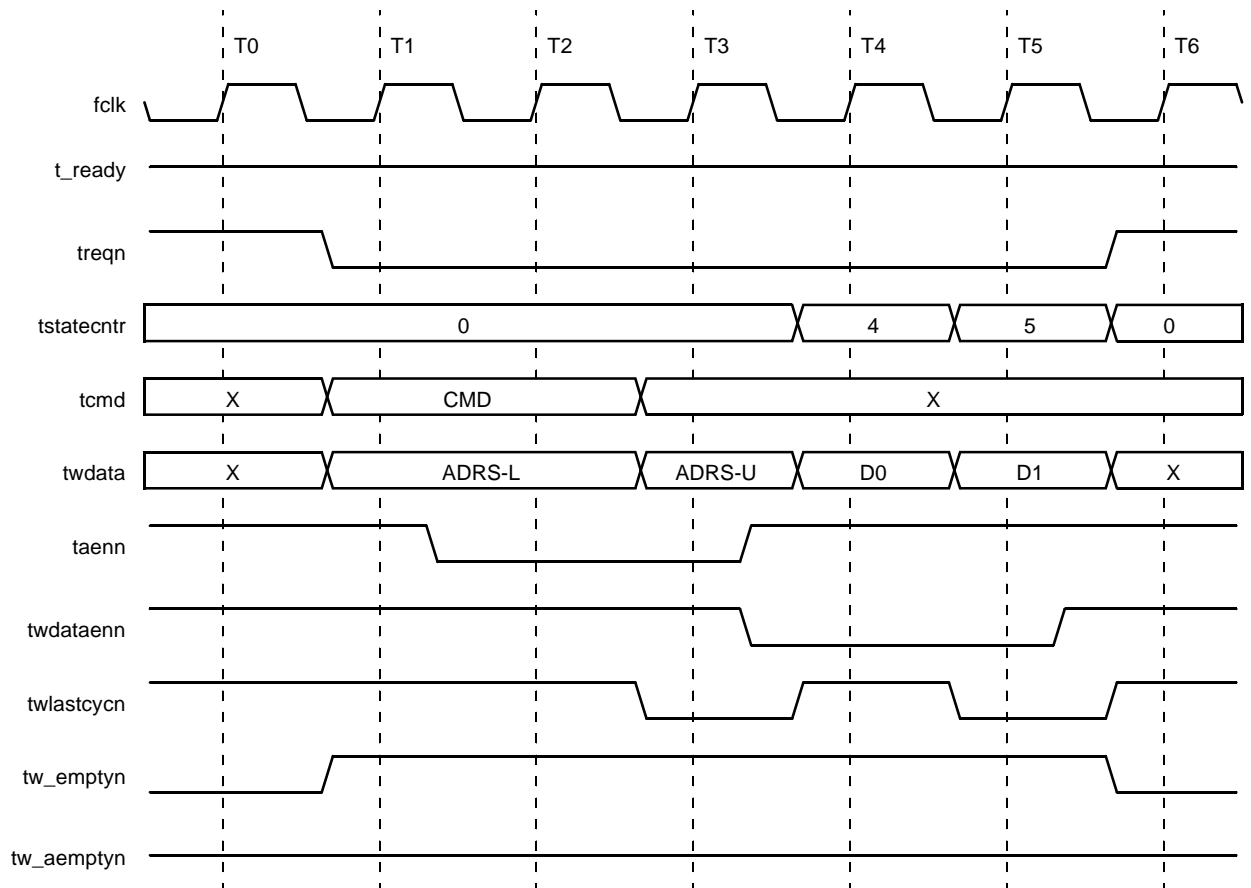 T0 T1 T2 T3 T4 T5 T6
fclk
t_ready
treqn
tstatecntr 0 4 5 0
tcmd X CMD X
twdata X ADRS-L ADRS-U D0 D1 X
taenn
twdataenn
twlastcycn
tw_emptyn
tw_aemptyn